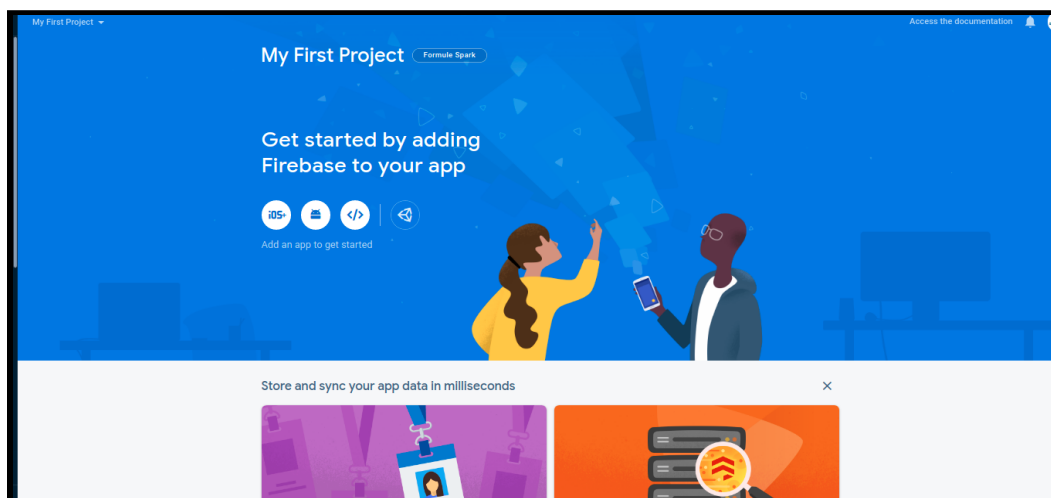 My First Project
Access the documentation
My First Project
Formule Spark
Get started by adding
Firebase to your app
iOS+
</>
Add an app to get started
Store and sync your app data in milliseconds